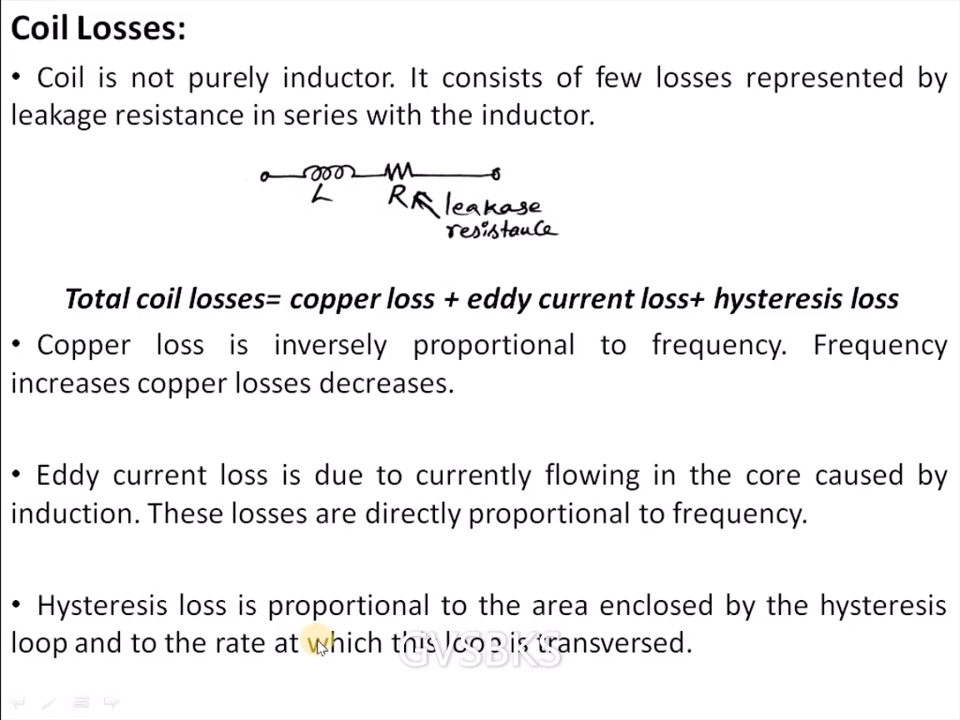 Coil Losses:
• Coil is not purely inductor. It consists of few losses represented by
leakage resistance in series with the inductor.
L
R leakase
resistance
Total coil losses= copper loss + eddy current loss+ hysteresis loss
• Copper loss is inversely proportional to frequency. Frequency
increases copper losses decreases.
• Eddy current loss is due to currently flowing in the core caused by
induction. These losses are directly proportional to frequency.
• Hysteresis loss is proportional to the area enclosed by the hysteresis
loop and to the rate at which this loop is transversed.
GVSBKS